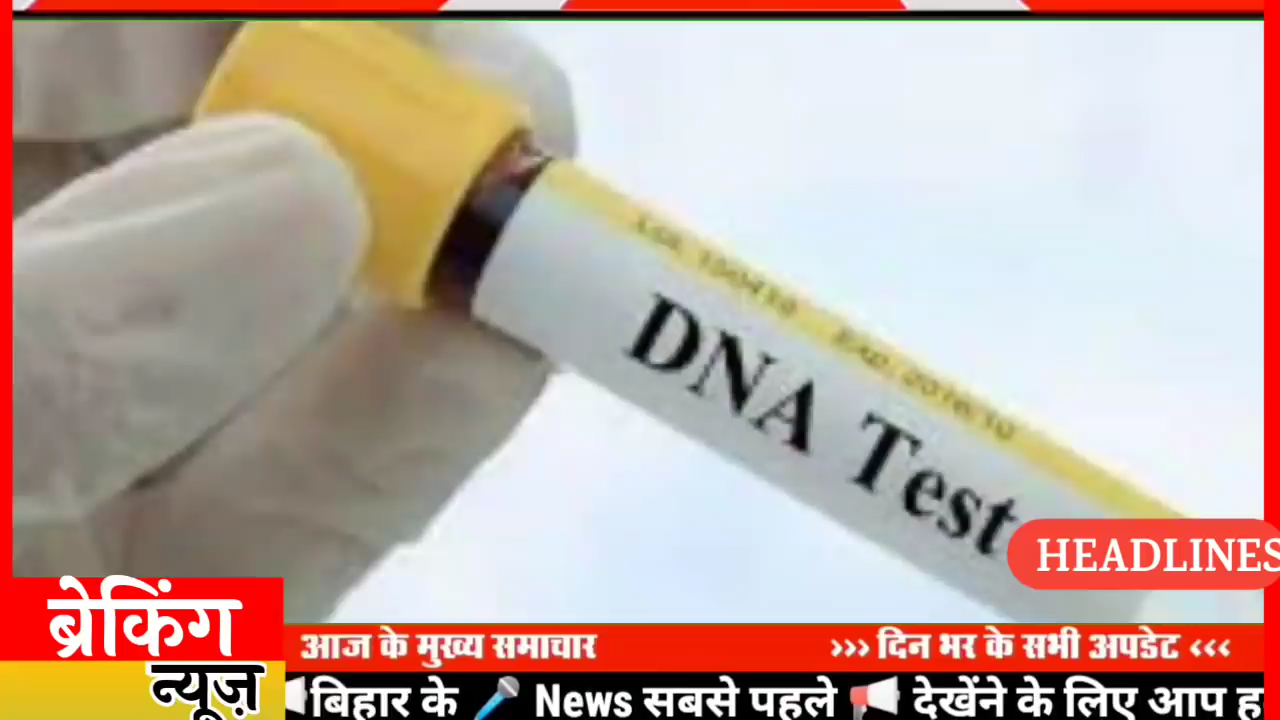 DNA Test
HEADLINES
ब्रेकिंग
न्यूज़
आज के मुख्य समाचार >>> दिन भर के सभी अपडेट <<<
बिहार के News सबसे पहले देखेंने के लिए आप